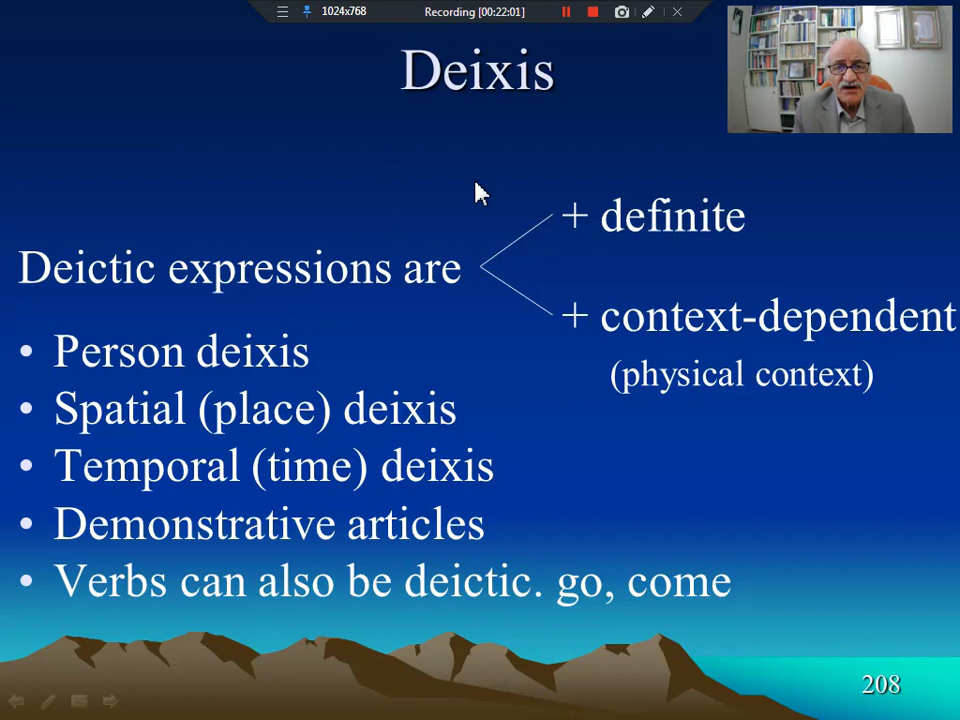 1024x768
Recording [00:22:01]
Deixis
+ definite
Deictic expressions are
+ context-dependent
(physical context)
• Person deixis
• Spatial (place) deixis
• Temporal (time) deixis
• Demonstrative articles
• Verbs can also be deictic. go, come
208